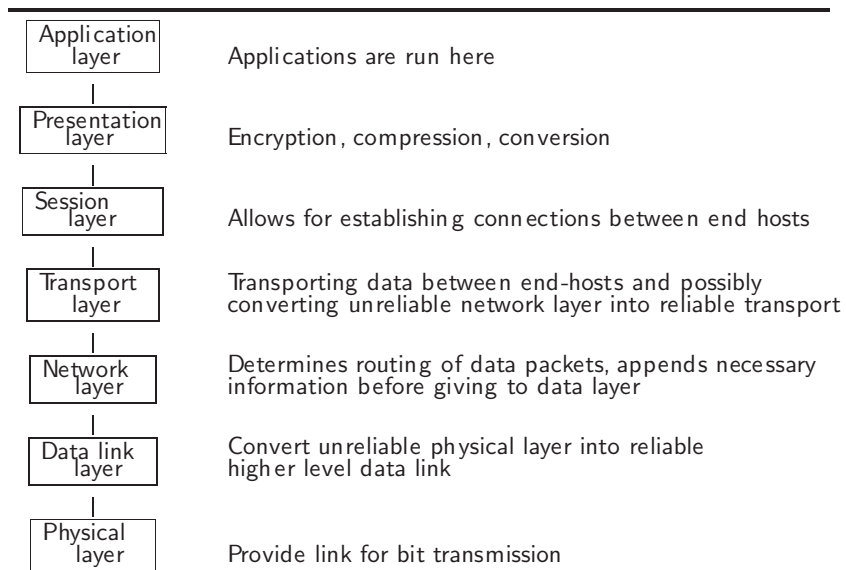 Application
layer
Applications are run here
Presentation
layer
Encryption, compression, conversion
Session
layer
Allows for establishing connections between end hosts
Transport
layer
Transporting data between end-hosts and possibly
converting unreliable network layer into reliable transport
Network
layer
Determines routing of data packets, appends necessary
information before giving to data layer
Data link
layer
Convert unreliable physical layer into reliable
higher level data link
Physical
layer
Provide link for bit transmission